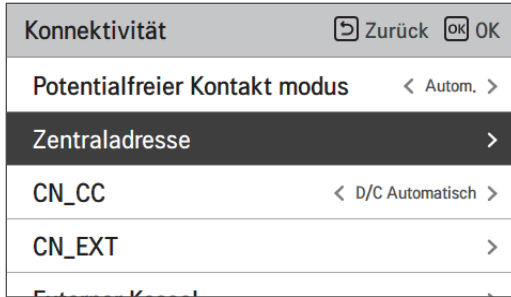 Konnektivität Zurück OK OK
Potentialfreier Kontakt modus < Autom. >
Zentraladresse >
CN_CC < D/C Automatisch >
CN_EXT >